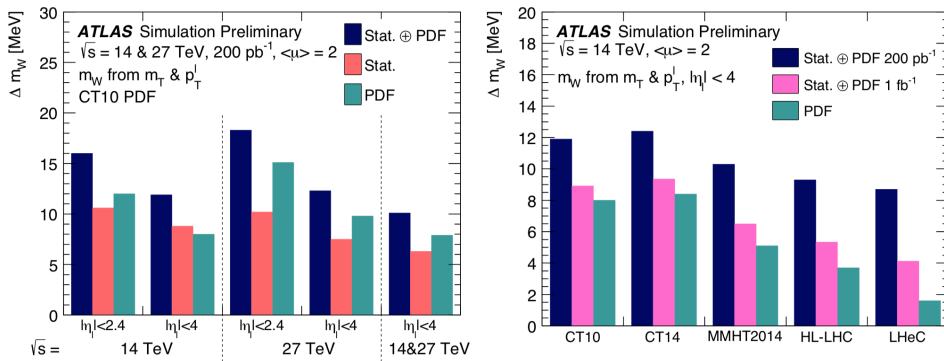 Δ m_W [MeV]
30
25
20
15
10
5
0
ATLAS Simulation Preliminary
√s = 14 & 27 TeV, 200 pb⁻¹, <μ> = 2
m_W from m_T & p_T^l
CT10 PDF
Stat. ⊕ PDF
Stat.
PDF
|η_l|<2.4 |η_l|<4 |η_l|<2.4 |η_l|<4 |η_l|<4
√s = 14 TeV 27 TeV 14&27 TeV
Δ m_W [MeV]
20
18
16
14
12
10
8
6
4
2
0
ATLAS Simulation Preliminary
√s = 14 TeV, <μ> = 2
m_W from m_T & p_T^l, |η_l| < 4
Stat. ⊕ PDF 200 pb⁻¹
Stat. ⊕ PDF 1 fb⁻¹
PDF
CT10 CT14 MMHT2014 HL-LHC LHeC